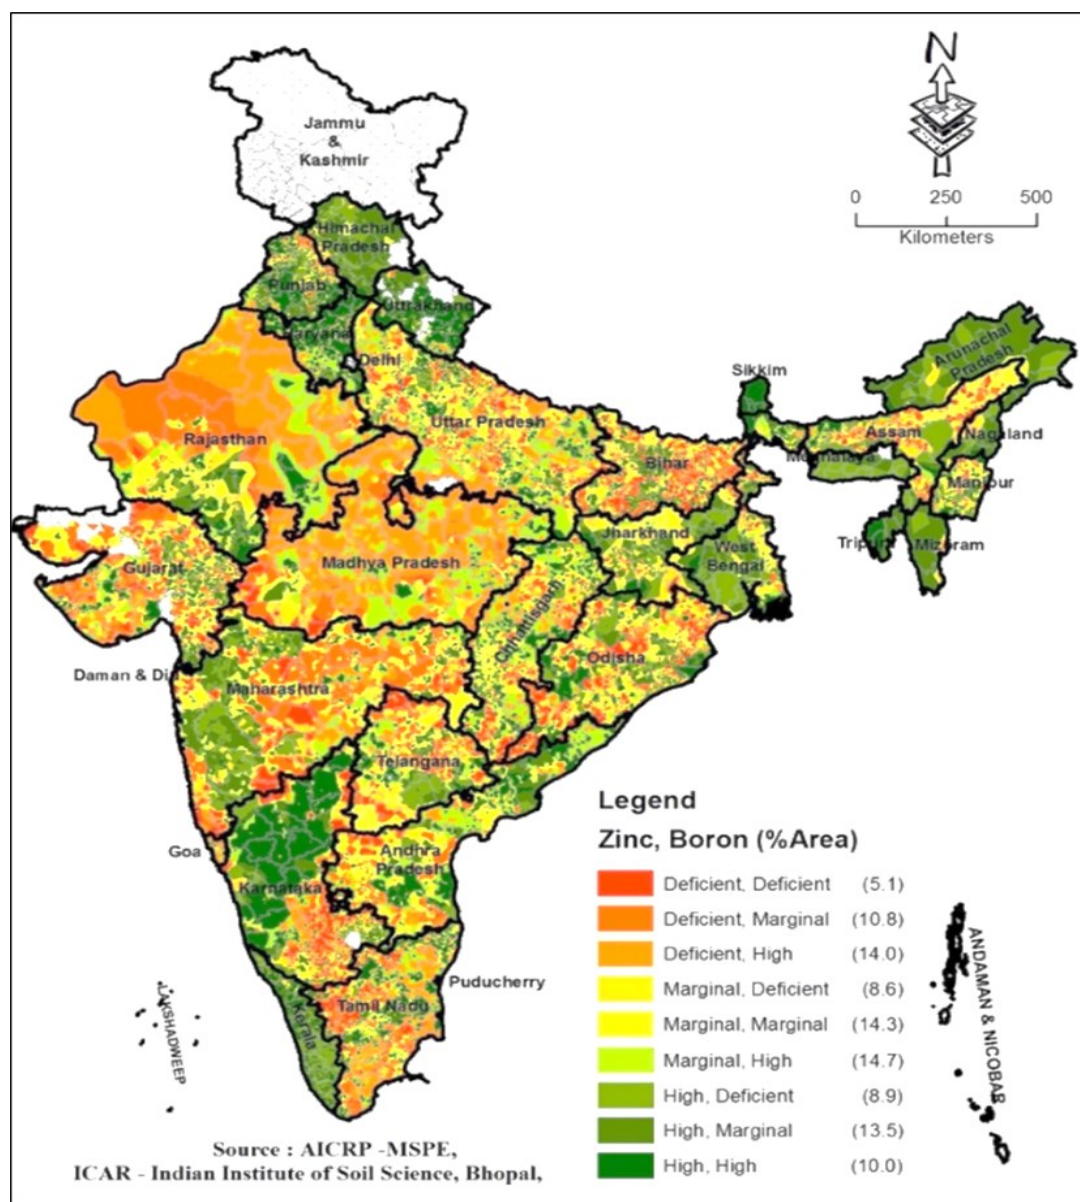 N
0 250 500
Kilometers
Jammu
&
Kashmir
Himachal
Pradesh
Punjab
Uttrakhand
Haryana
Delhi
Sikkim
Arunachal
Pradesh
Rajasthan
Uttar Pradesh
Assam
Nagaland
Bihar
Meghalaya
Manipur
Jharkhand
Tripura
Mizoram
Gujarat
Madhya Pradesh
West
Bengal
Chhattisgarh
Daman & Diu
Maharashtra
Odisha
Telangana
Goa
Andhra
Pradesh
Karnataka
Puducherry
Tamil Nadu
Kerala
LAKSHADWEEP
ANDAMAN & NICOBAR
Legend
Zinc, Boron (%Area)
Deficient, Deficient (5.1)
Deficient, Marginal (10.8)
Deficient, High (14.0)
Marginal, Deficient (8.6)
Marginal, Marginal (14.3)
Marginal, High (14.7)
High, Deficient (8.9)
High, Marginal (13.5)
High, High (10.0)
Source : AICRP -MSPE,
ICAR - Indian Institute of Soil Science, Bhopal,